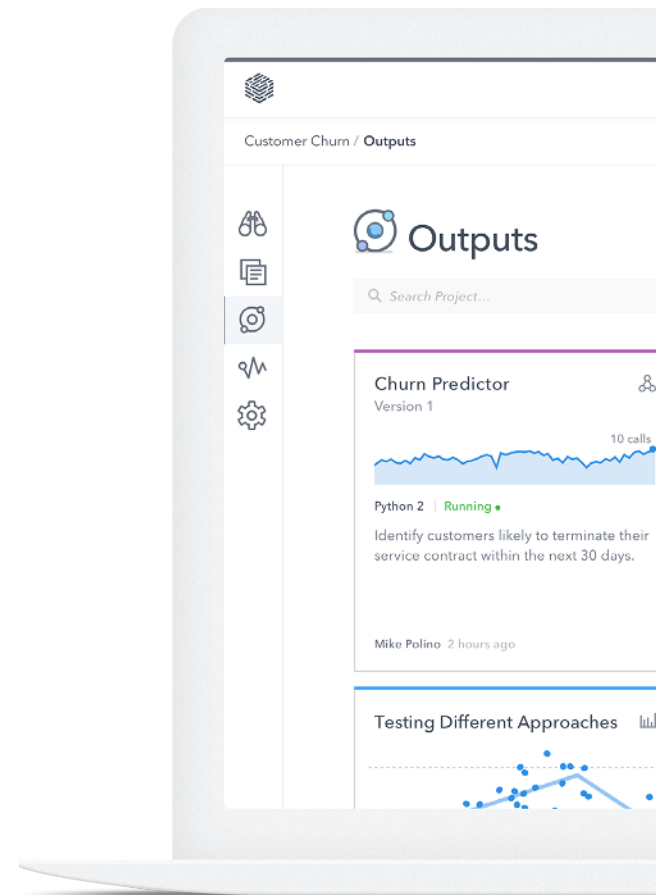 Customer Churn / Outputs
Outputs
Search Project...
Churn Predictor
Version 1
10 calls
Python 2 | Running
Identify customers likely to terminate their
service contract within the next 30 days.
Mike Polino 2 hours ago
Testing Different Approaches